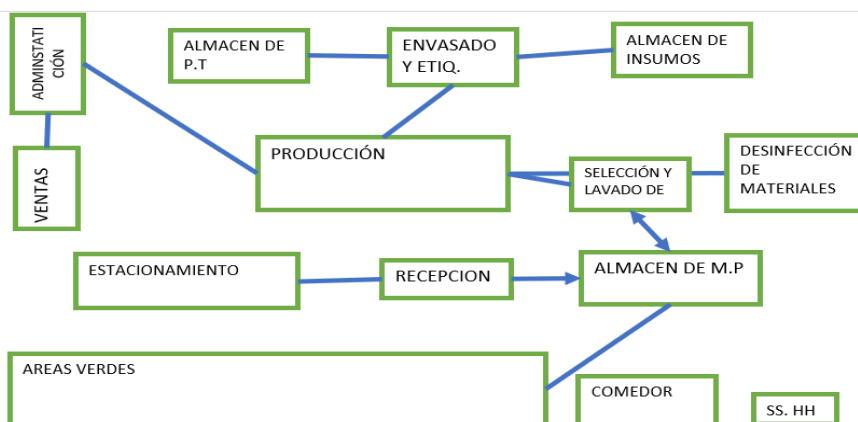 ADMINSTATI
CIÓN
ALMACEN DE
P.T
ENVASADO
Y ETIQ.
ALMACEN DE
INSUMOS
VENTAS
PRODUCCIÓN
SELECCIÓN Y
LAVADO DE
DESINFECCIÓN
DE
MATERIALES
ESTACIONAMIENTO
RECEPCION
ALMACEN DE M.P
AREAS VERDES
COMEDOR
SS. HH